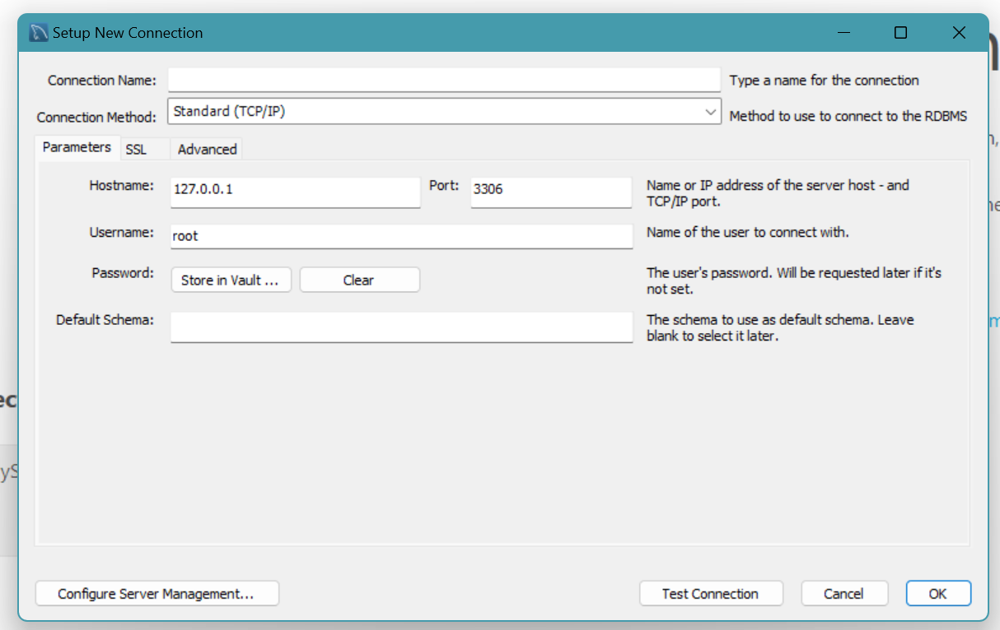 Setup New Connection
Connection Name:
Type a name for the connection
Connection Method:
Standard (TCP/IP)
Method to use to connect to the RDBMS
Parameters
SSL
Advanced
Hostname:
127.0.0.1
Port:
3306
Name or IP address of the server host - and
TCP/IP port.
Username:
root
Name of the user to connect with.
Password:
Store in Vault ...
Clear
The user's password. Will be requested later if it's
not set.
Default Schema:
The schema to use as default schema. Leave
blank to select it later.
Configure Server Management...
Test Connection
Cancel
OK